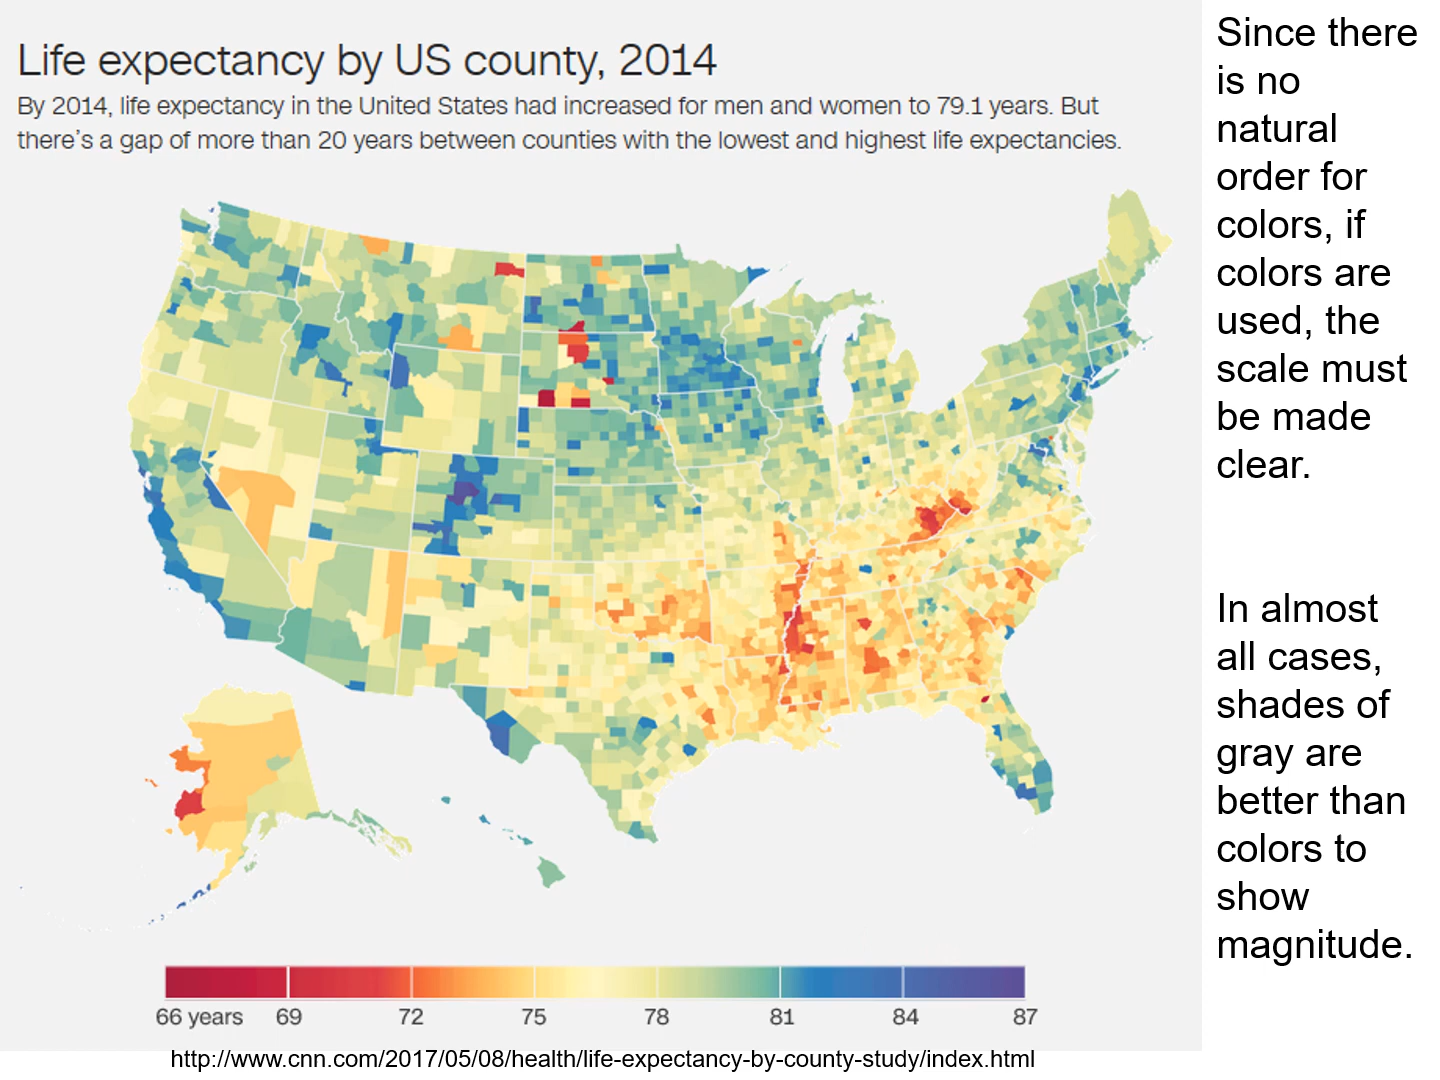 Life expectancy by US county, 2014
By 2014, life expectancy in the United States had increased for men and women to 79.1 years. But
there's a gap of more than 20 years between counties with the lowest and highest life expectancies.
66 years 69 72 75 78 81 84 87
http://www.cnn.com/2017/05/08/health/life-expectancy-by-county-study/index.html
Since there
is no
natural
order for
colors, if
colors are
used, the
scale must
be made
clear.
In almost
all cases,
shades of
gray are
better than
colors to
show
magnitude.